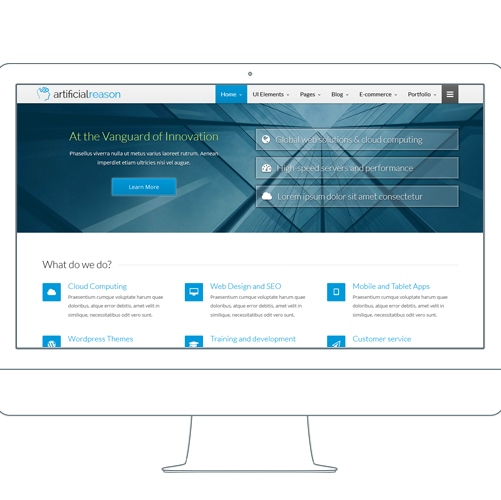 artificialreason
Home UI Elements Pages Blog E-commerce Portfolio
At the Vanguard of Innovation
Phasellus viverra nulla ut metus varius laoreet rutrum. Aenean
imperdiet etiam ultricies nisi vel augue.
Learn More
Global web solutions & cloud computing
High-speed servers and performance
Lorem ipsum dolor sit amet consectetur
What do we do?
Cloud Computing
Praesentium cumque voluptate harum quae
doloribus, atque error debitis, amet velit in
similique, necessitatibus odit vero sunt.
Web Design and SEO
Praesentium cumque voluptate harum quae
doloribus, atque error debitis, amet velit in
similique, necessitatibus odit vero sunt.
Mobile and Tablet Apps
Praesentium cumque voluptate harum quae
doloribus, atque error debitis, amet velit in
similique, necessitatibus odit vero sunt.
Wordpress Themes
Training and development
Customer service